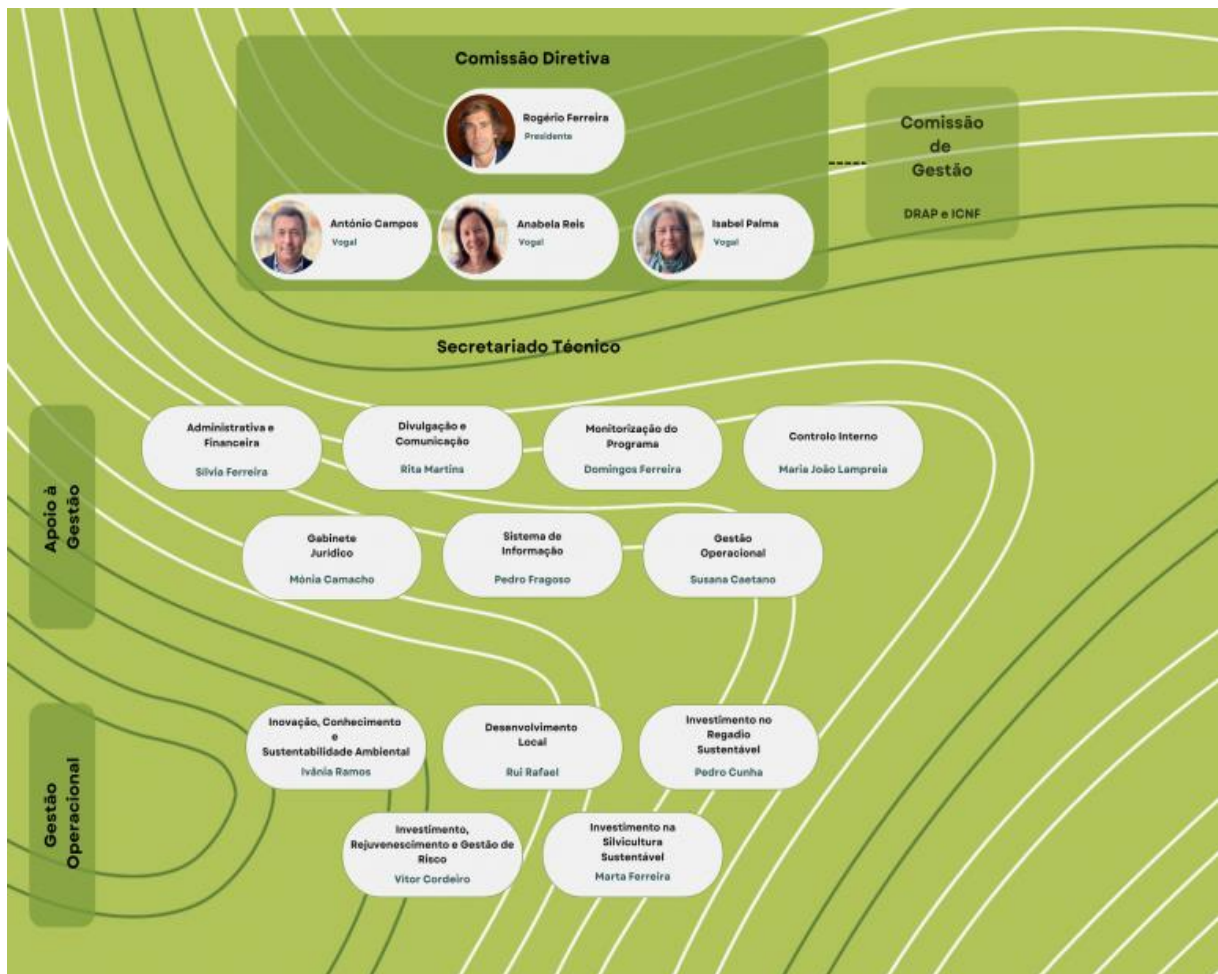 Comissão Diretiva
Rogério Ferreira
Presidente
António Campos
Vogal
Anabela Reis
Vogal
Isabel Palma
Vogal
Comissão
de
Gestão
DRAP e ICNF
Secretariado Técnico
Apoio à
Gestão
Administrativa e
Financeira
Sílvia Ferreira
Divulgação e
Comunicação
Rita Martins
Monitorização do
Programa
Domingos Ferreira
Controlo Interno
Maria João Lampreia
Gabinete
Jurídico
Mónia Camacho
Sistema de
Informação
Pedro Fragoso
Gestão
Operacional
Susana Caetano
Gestão
Operacional
Inovação, Conhecimento
e
Sustentabilidade Ambiental
Ivânia Ramos
Desenvolvimento
Local
Rui Rafael
Investimento no
Regadio
Sustentável
Pedro Cunha
Investimento,
Rejuvenescimento e Gestão de
Risco
Vitor Cordeiro
Investimento na
Silvicultura
Sustentável
Marta Ferreira